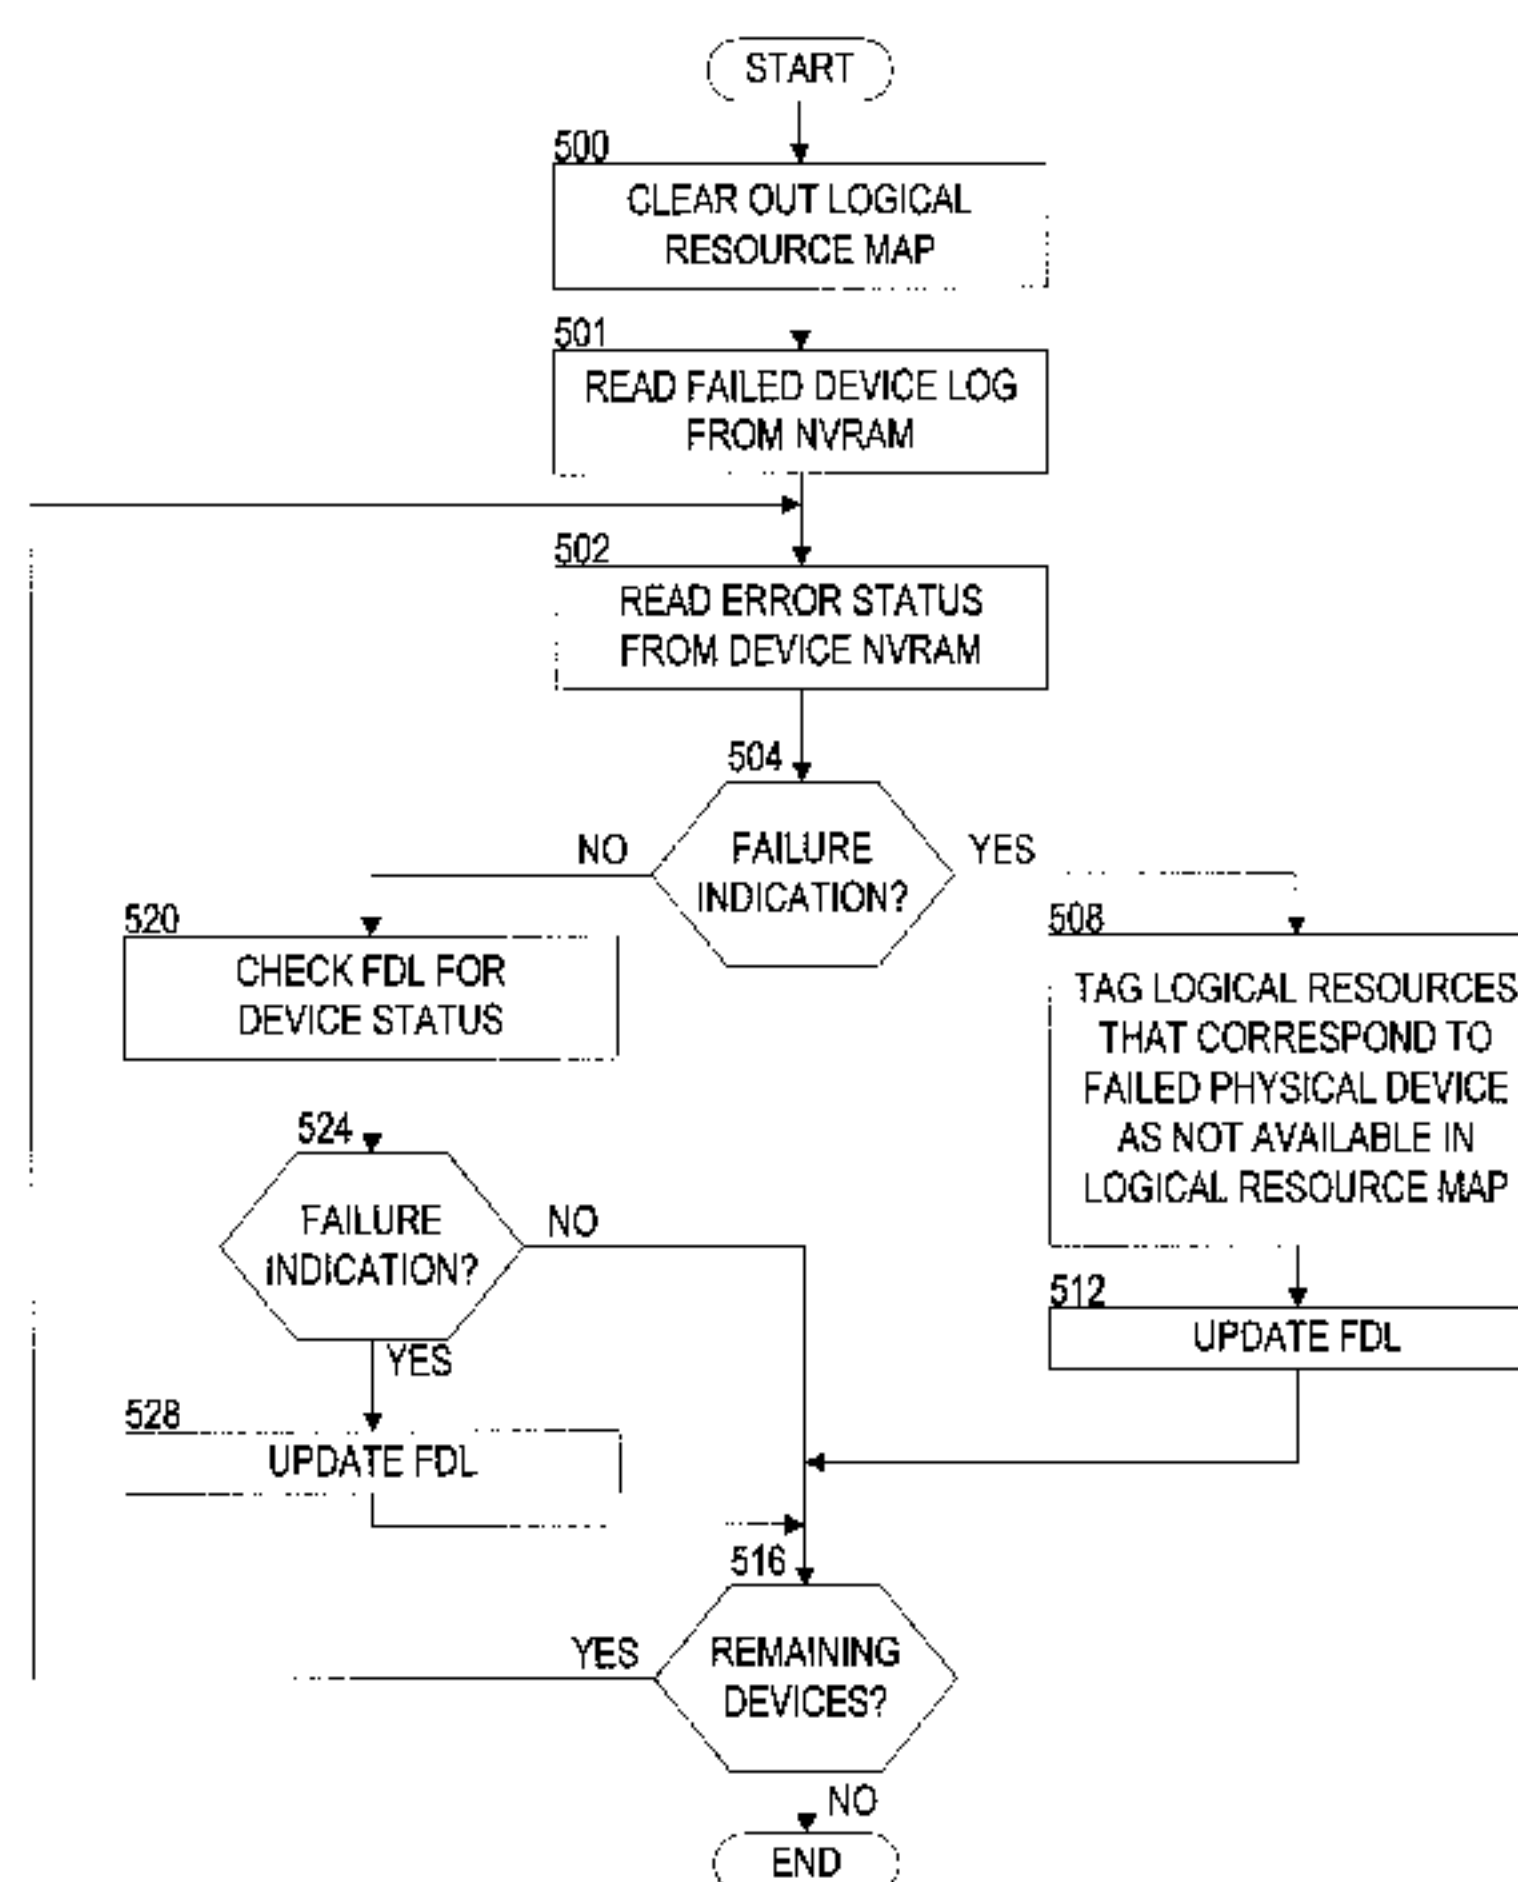 START
500
CLEAR OUT LOGICAL
RESOURCE MAP
501
READ FAILED DEVICE LOG
FROM NVRAM
502
READ ERROR STATUS
FROM DEVICE NVRAM
504
NO
FAILURE
INDICATION?
YES
520
CHECK FDL FOR
DEVICE STATUS
508
TAG LOGICAL RESOURCES
THAT CORRESPOND TO
FAILED PHYSICAL DEVICE
AS NOT AVAILABLE IN
LOGICAL RESOURCE MAP
524
FAILURE
INDICATION?
NO
YES
512
UPDATE FDL
528
UPDATE FDL
516
YES
REMAINING
DEVICES?
NO
END